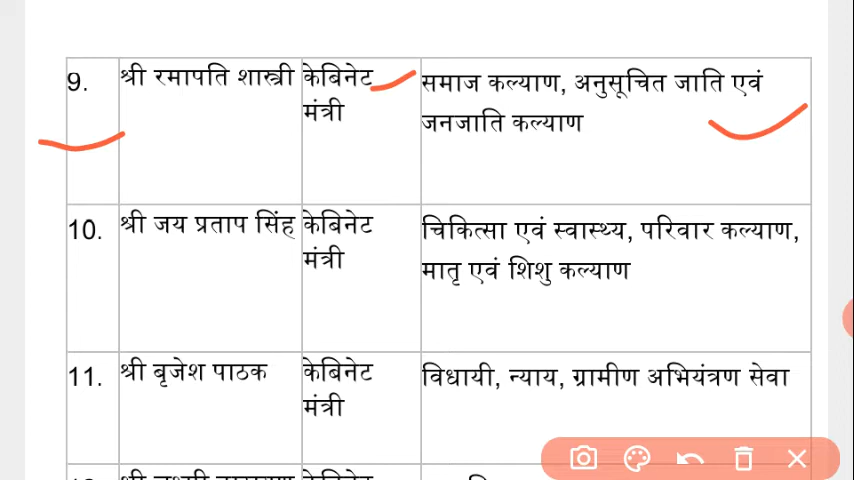 9. श्री रमापति शास्त्री केबिनेट मंत्री समाज कल्याण, अनुसूचित जाति एवं
जनजाति कल्याण
10. श्री जय प्रताप सिंह केबिनेट मंत्री चिकित्सा एवं स्वास्थ्य, परिवार कल्याण,
मातृ एवं शिशु कल्याण
11. श्री बृजेश पाठक केबिनेट मंत्री विधायी, न्याय, ग्रामीण अभियंत्रण सेवा